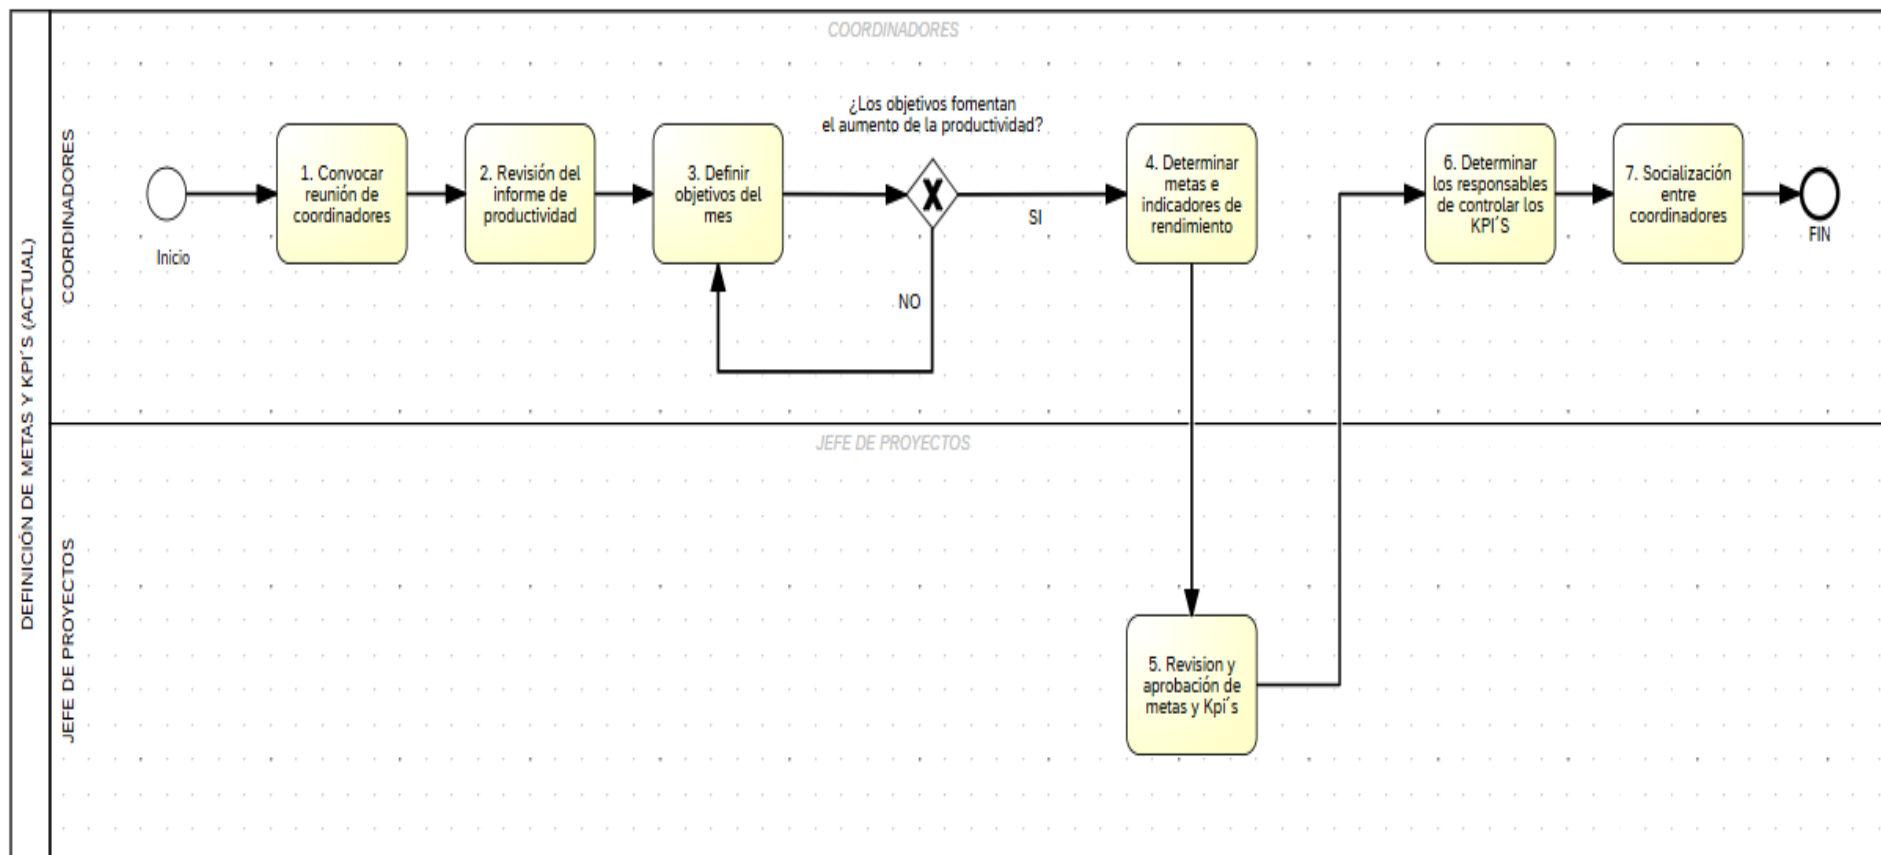 DEFINICIÓN DE METAS Y KPI´S (ACTUAL)
COORDINADORES
COORDINADORES
Inicio
1. Convocar
reunión de
coordinadores
2. Revisión del
informe de
productividad
3. Definir
objetivos del
mes
¿Los objetivos fomentan
el aumento de la productividad?
SI
NO
4. Determinar
metas e
indicadores de
rendimiento
6. Determinar
los responsables
de controlar los
KPI´S
7. Socialización
entre
coordinadores
FIN
JEFE DE PROYECTOS
JEFE DE PROYECTOS
5. Revision y
aprobación de
metas y Kpi´s